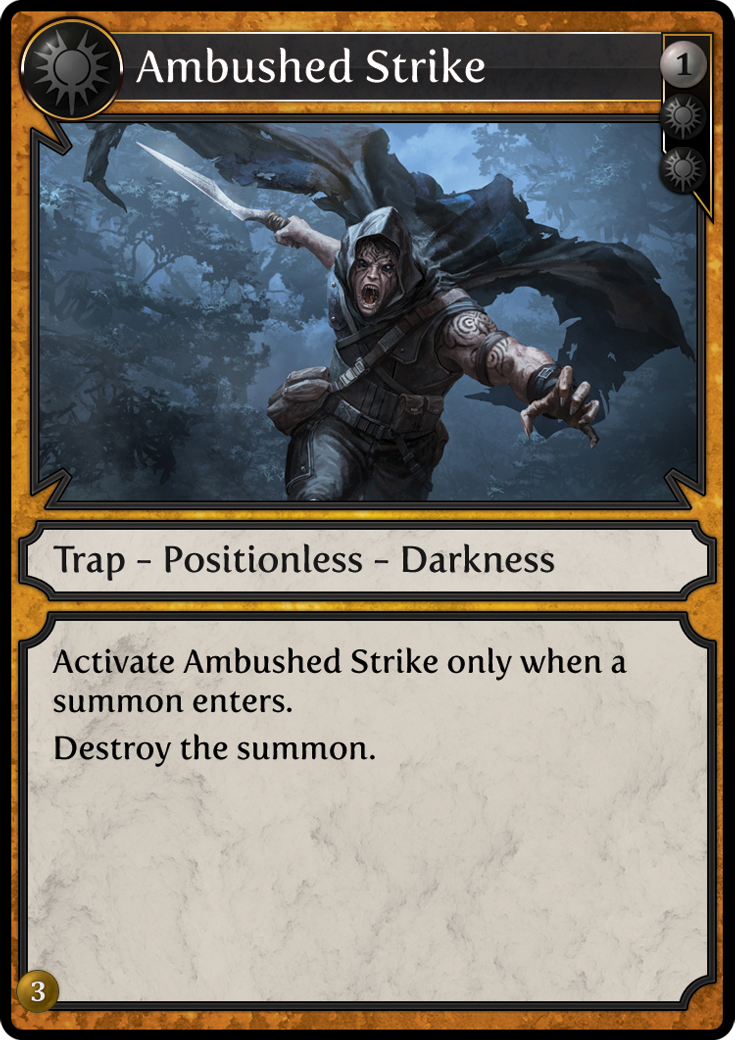 Ambushed Strike
1
Trap – Positionless – Darkness
Activate Ambushed Strike only when a
summon enters.
Destroy the summon.
3